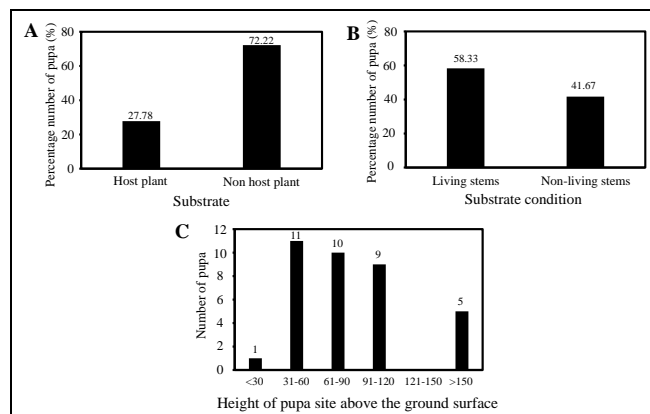 A
Percentage number of pupa (%)
80
60
40
20
0
27.78
72.22
Host plant
Non host plant
Substrate
B
Percentage number of pupa (%)
80
60
40
20
0
58.33
41.67
Living stems
Non-living stems
Substrate condition
C
Number of pupa
12
10
8
6
4
2
0
1
11
10
9
5
<30
31-60
61-90
91-120
121-150
>150
Height of pupa site above the ground surface